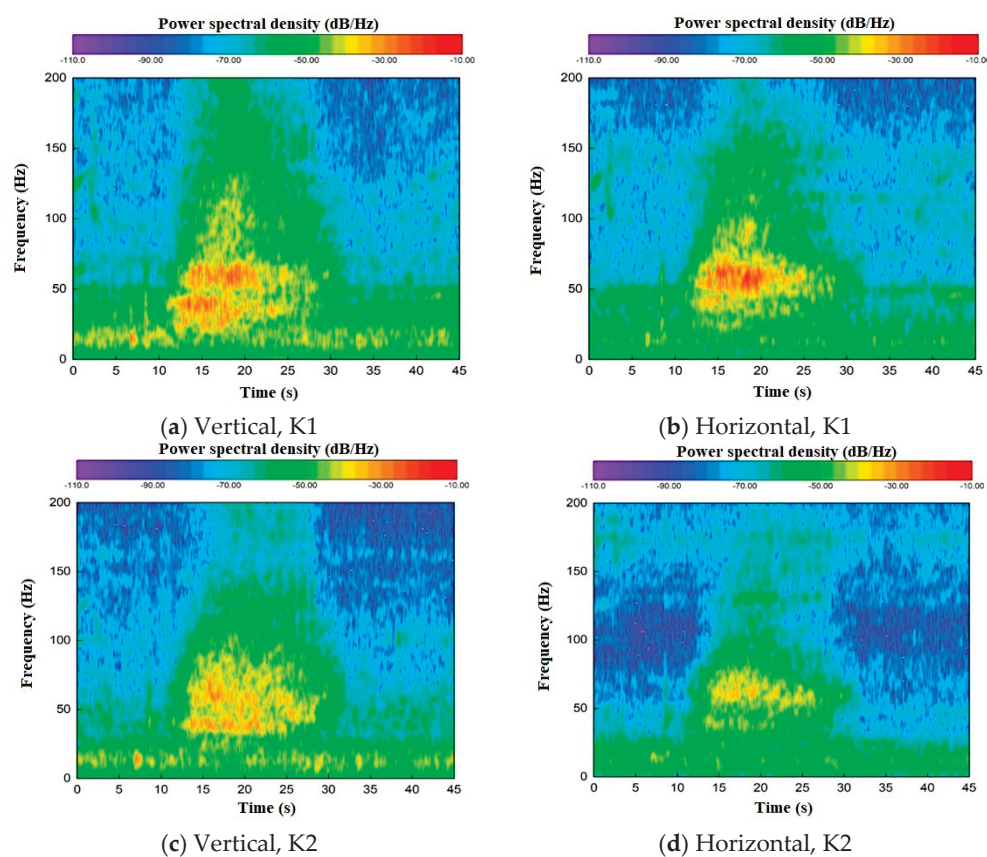 Power spectral density (dB/Hz)
-110.0 -90.00 -70.00 -50.00 -30.00 -10.00
200
150
100
50
0
Frequency (Hz)
0 5 10 15 20 25 30 35 40 45
Time (s)
(a) Vertical, K1
Power spectral density (dB/Hz)
-110.0 -90.00 -70.00 -50.00 -30.00 -10.00
200
150
100
50
0
Frequency (Hz)
0 5 10 15 20 25 30 35 40 45
Time (s)
(b) Horizontal, K1
Power spectral density (dB/Hz)
-110.0 -90.00 -70.00 -50.00 -30.00 -10.00
200
150
100
50
0
Frequency (Hz)
0 5 10 15 20 25 30 35 40 45
Time (s)
(c) Vertical, K2
Power spectral density (dB/Hz)
-110.0 -90.00 -70.00 -50.00 -30.00 -10.00
200
150
100
50
0
Frequency (Hz)
0 5 10 15 20 25 30 35 40 45
Time (s)
(d) Horizontal, K2